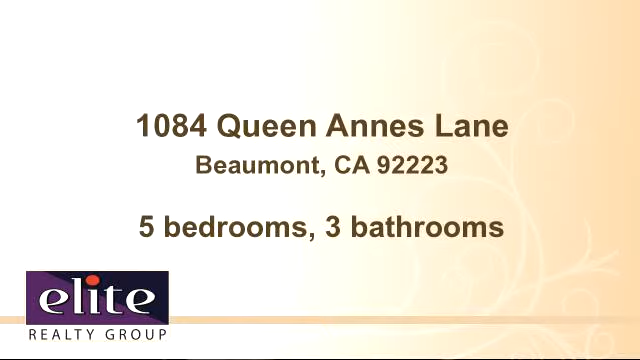 1084 Queen Annes Lane
Beaumont, CA 92223
5 bedrooms, 3 bathrooms
elite
REALTY GROUP